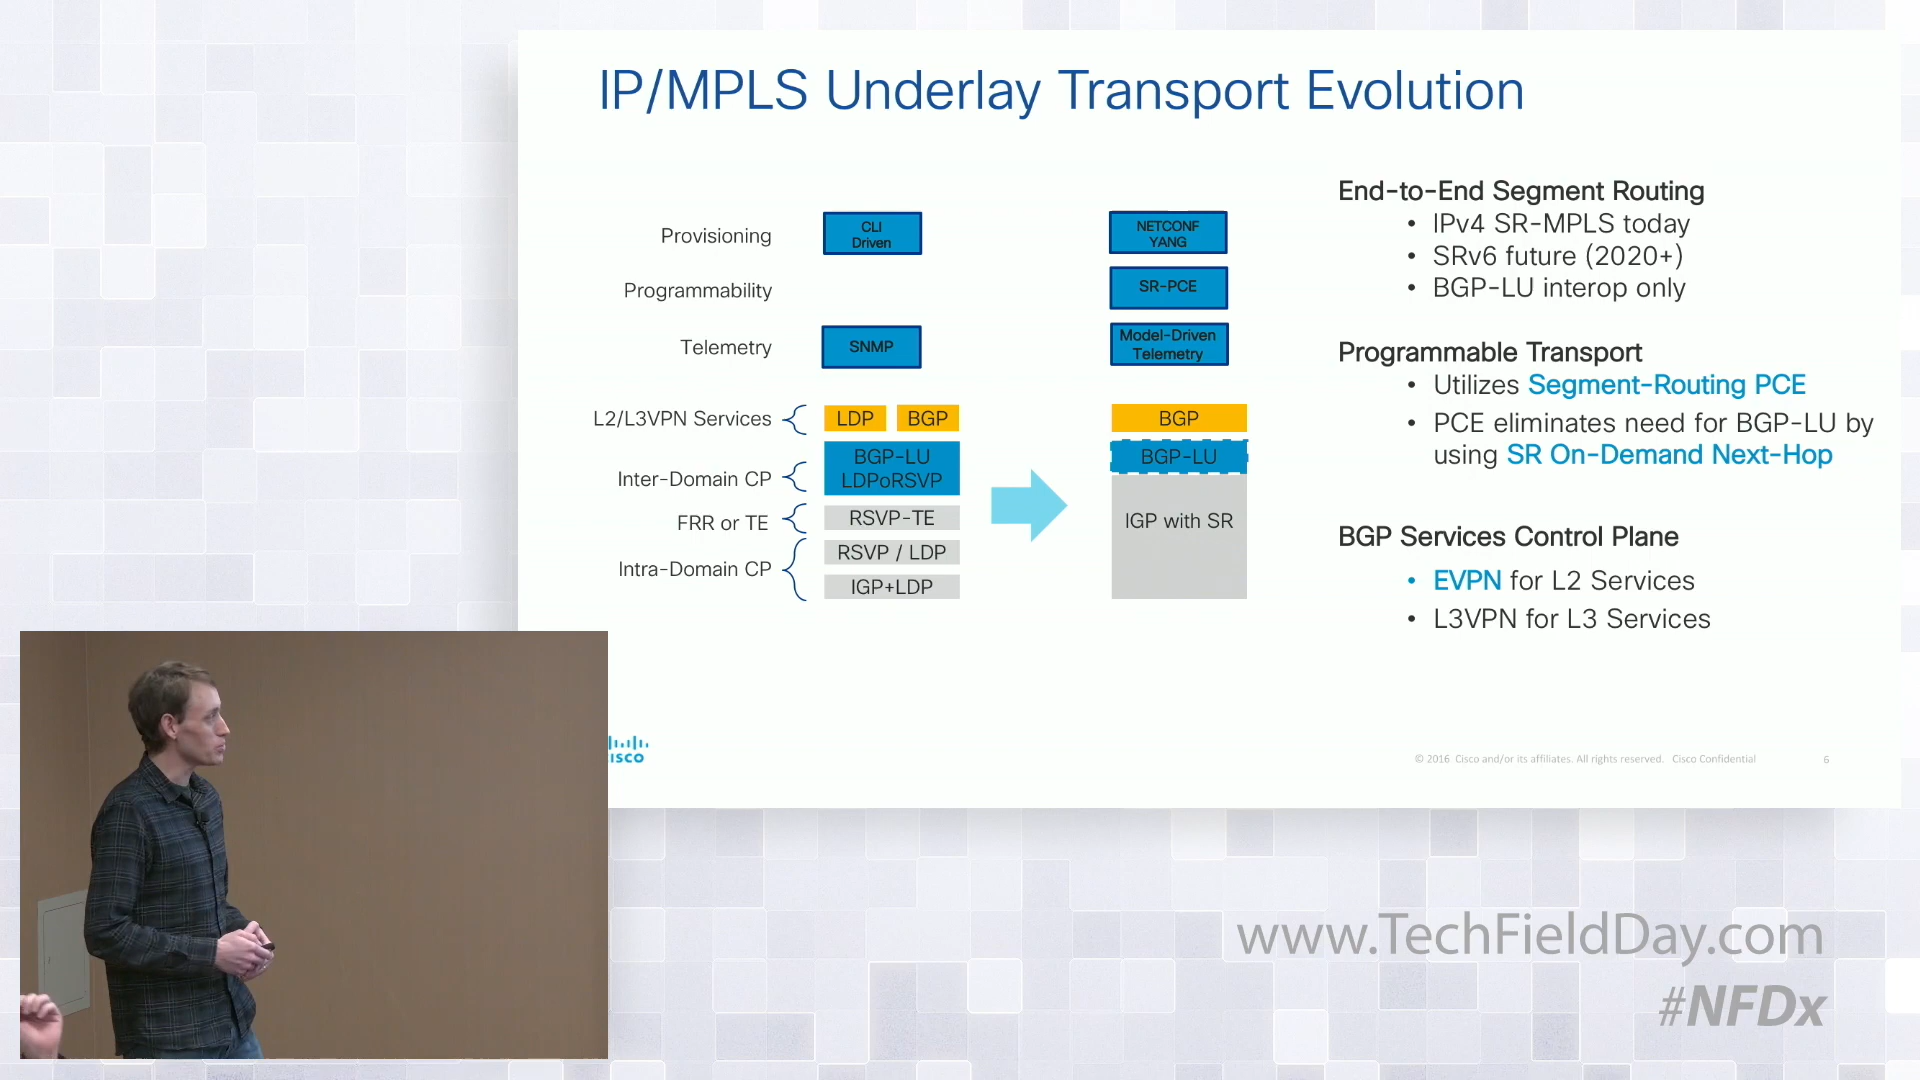 IP/MPLS Underlay Transport Evolution
Provisioning
CLI
Driven
NETCONF
YANG
Programmability
SR-PCE
Telemetry
SNMP
Model-Driven
Telemetry
L2/L3VPN Services
LDP
BGP
BGP
Inter-Domain CP
BGP-LU
LDPoRSVP
BGP-LU
FRR or TE
RSVP-TE
IGP with SR
Intra-Domain CP
RSVP / LDP
IGP+LDP
End-to-End Segment Routing
• IPv4 SR-MPLS today
• SRv6 future (2020+)
• BGP-LU interop only
Programmable Transport
• Utilizes Segment-Routing PCE
• PCE eliminates need for BGP-LU by
using SR On-Demand Next-Hop
BGP Services Control Plane
• EVPN for L2 Services
• L3VPN for L3 Services
CISCO
© 2016 Cisco and/or its affiliates. All rights reserved. Cisco Confidential
6
www.TechFieldDay.com
#NFDx